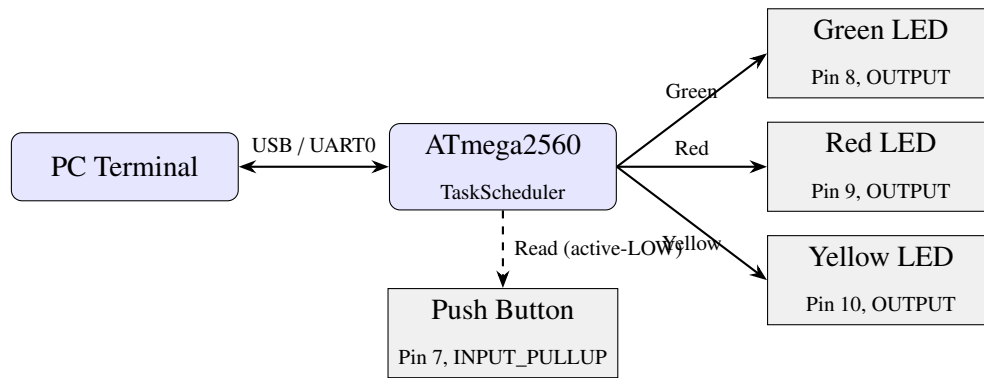 Green LED
Pin 8, OUTPUT
Green
PC Terminal
USB / UART0
ATmega2560
TaskScheduler
Red
Red LED
Pin 9, OUTPUT
Read (active-LOW)
Yellow
Yellow LED
Pin 10, OUTPUT
Push Button
Pin 7, INPUT_PULLUP